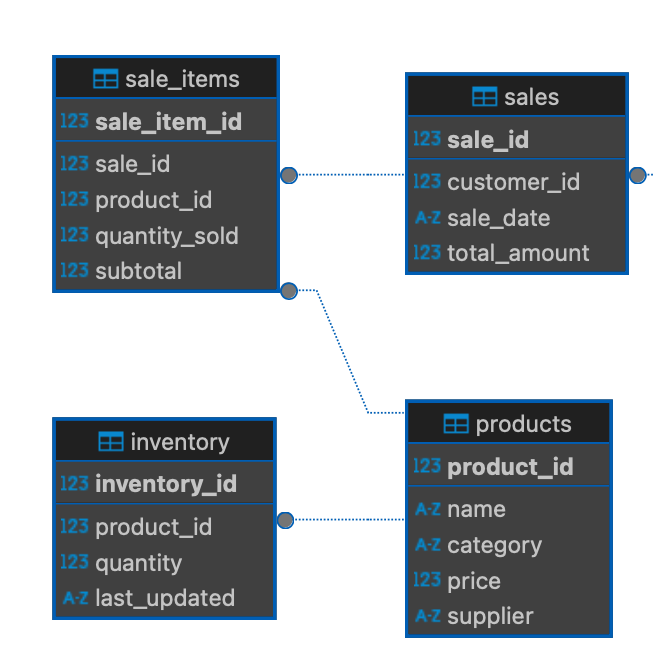 sale_items
123 sale_item_id
123 sale_id
123 product_id
123 quantity_sold
123 subtotal
sales
123 sale_id
123 customer_id
A-Z sale_date
123 total_amount
inventory
123 inventory_id
123 product_id
123 quantity
A-Z last_updated
products
123 product_id
A-Z name
A-Z category
123 price
A-Z supplier